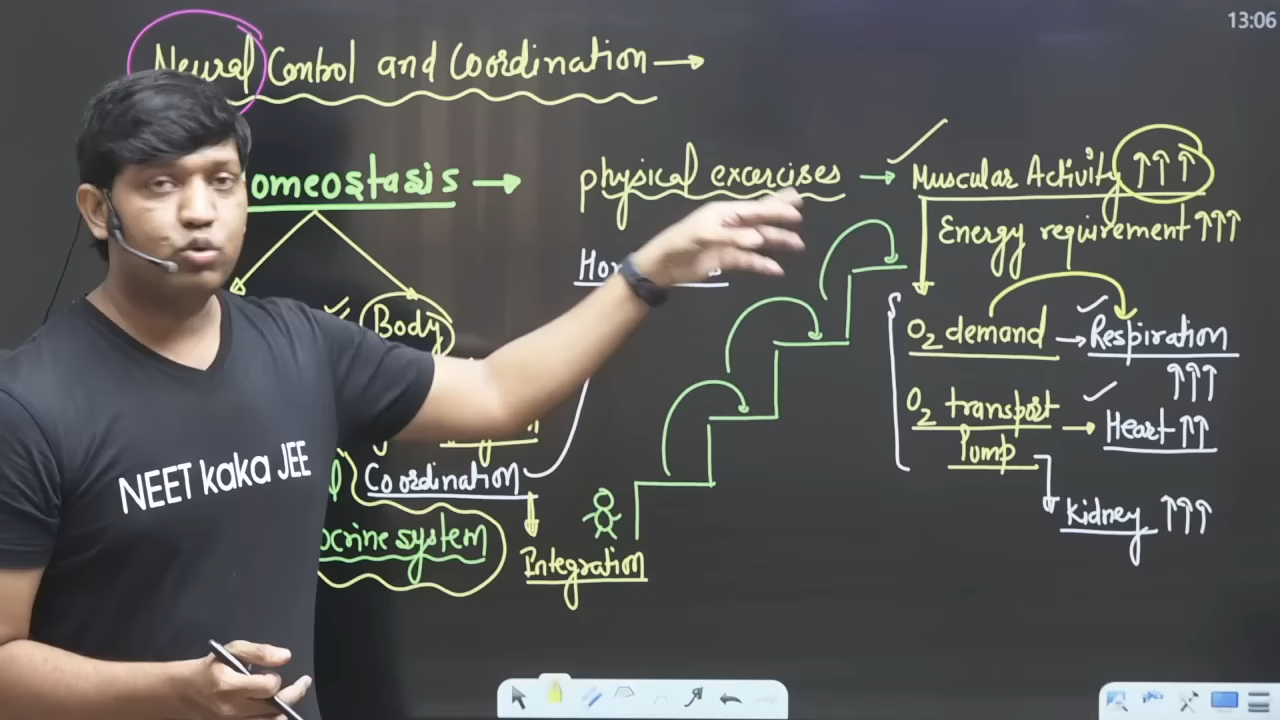 13:06
Neural Control and Coordination →
omeostasis → physical exercises → Muscular Activity ↑↑↑
Energy requirement ↑↑↑
Body
O2 demand → Respiration ↑↑↑
O2 transport → Heart ↑↑
Pump
Kidney ↑↑↑
Coordination
ocrine system
Integration
NEET kaka JEE